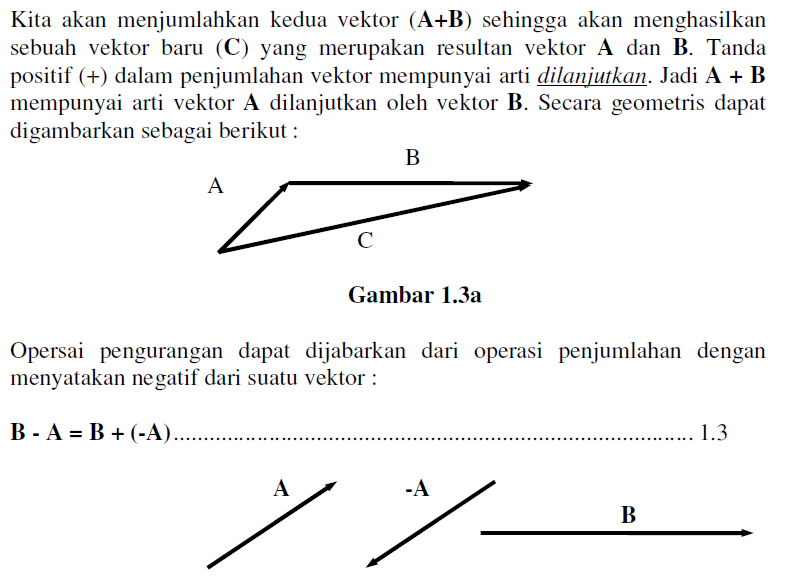 Kita akan menjumlahkan kedua vektor (A+B) sehingga akan menghasilkan
sebuah vektor baru (C) yang merupakan resultan vektor A dan B. Tanda
positif (+) dalam penjumlahan vektor mempunyai arti dilanjutkan. Jadi A + B
mempunyai arti vektor A dilanjutkan oleh vektor B. Secara geometris dapat
digambarkan sebagai berikut :
B
A
C
Gambar 1.3a
Opersai pengurangan dapat dijabarkan dari operasi penjumlahan dengan
menyatakan negatif dari suatu vektor :
B - A = B + (-A)....................................................................................... 1.3
A
-A
B